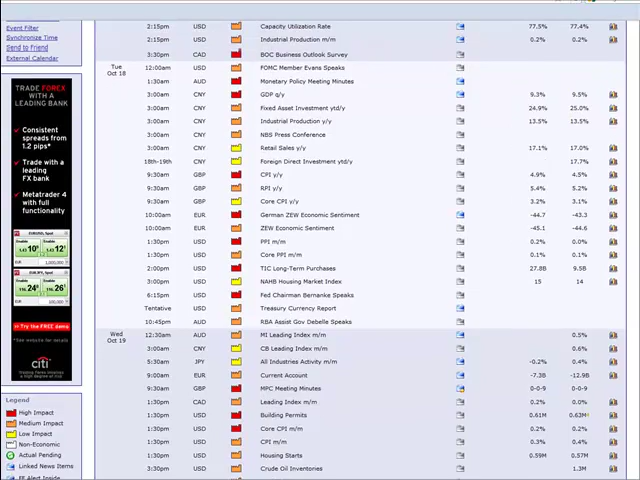 Event Filter
Synchronize Time
Send to Friend
External Calendar
TRADE FOREX
WITH A
LEADING BANK
Consistent
spreads from
1.2 pips*
Trade with a
leading
FX bank
Metatrader 4
with full
functionality
Try the FREE demo
*See website for details
citi
Legend
High Impact
Medium Impact
Low Impact
Non-Economic
Actual Pending
Linked News Items
FF Alert Inside
2:15pm USD Capacity Utilization Rate 77.5% 77.4%
2:15pm USD Industrial Production m/m 0.2% 0.2%
3:30pm CAD BOC Business Outlook Survey
Tue
Oct 18
12:00am USD FOMC Member Evans Speaks
1:30am AUD Monetary Policy Meeting Minutes
3:00am CNY GDP q/y 9.3% 9.5%
3:00am CNY Fixed Asset Investment ytd/y 24.9% 25.0%
3:00am CNY Industrial Production y/y 13.5% 13.5%
3:00am CNY NBS Press Conference
3:00am CNY Retail Sales y/y 17.1% 17.0%
18th-19th CNY Foreign Direct Investment ytd/y 17.7%
9:30am GBP CPI y/y 4.9% 4.5%
9:30am GBP RPI y/y 5.4% 5.2%
9:30am GBP Core CPI y/y 3.2% 3.1%
10:00am EUR German ZEW Economic Sentiment -44.7 -43.3
10:00am EUR ZEW Economic Sentiment -45.1 -44.6
1:30pm USD PPI m/m 0.2% 0.0%
1:30pm USD Core PPI m/m 0.1% 0.1%
2:00pm USD TIC Long-Term Purchases 27.8B 9.5B
3:00pm USD NAHB Housing Market Index 15 14
6:15pm USD Fed Chairman Bernanke Speaks
Tentative USD Treasury Currency Report
10:45pm AUD RBA Assist Gov Debelle Speaks
Wed
Oct 19
12:30am AUD MI Leading Index m/m 0.5%
3:00am CNY CB Leading Index m/m 0.6%
5:30am JPY All Industries Activity m/m -0.2% 0.4%
9:00am EUR Current Account -7.3B -12.9B
9:30am GBP MPC Meeting Minutes 0-0-9 0-0-9
1:30pm CAD Leading Index m/m 0.2% 0.0%
1:30pm USD Building Permits 0.61M 0.63M
1:30pm USD Core CPI m/m 0.2% 0.2%
1:30pm USD CPI m/m 0.3% 0.4%
1:30pm USD Housing Starts 0.59M 0.57M
3:30pm USD Crude Oil Inventories 1.3M